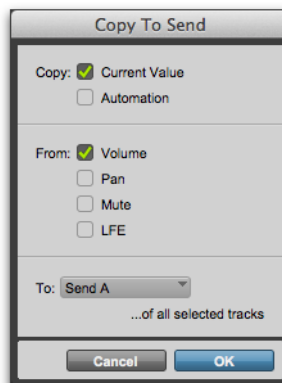 Copy To Send
Copy: Current Value
Automation
From: Volume
Pan
Mute
LFE
To: Send A
...of all selected tracks
Cancel OK